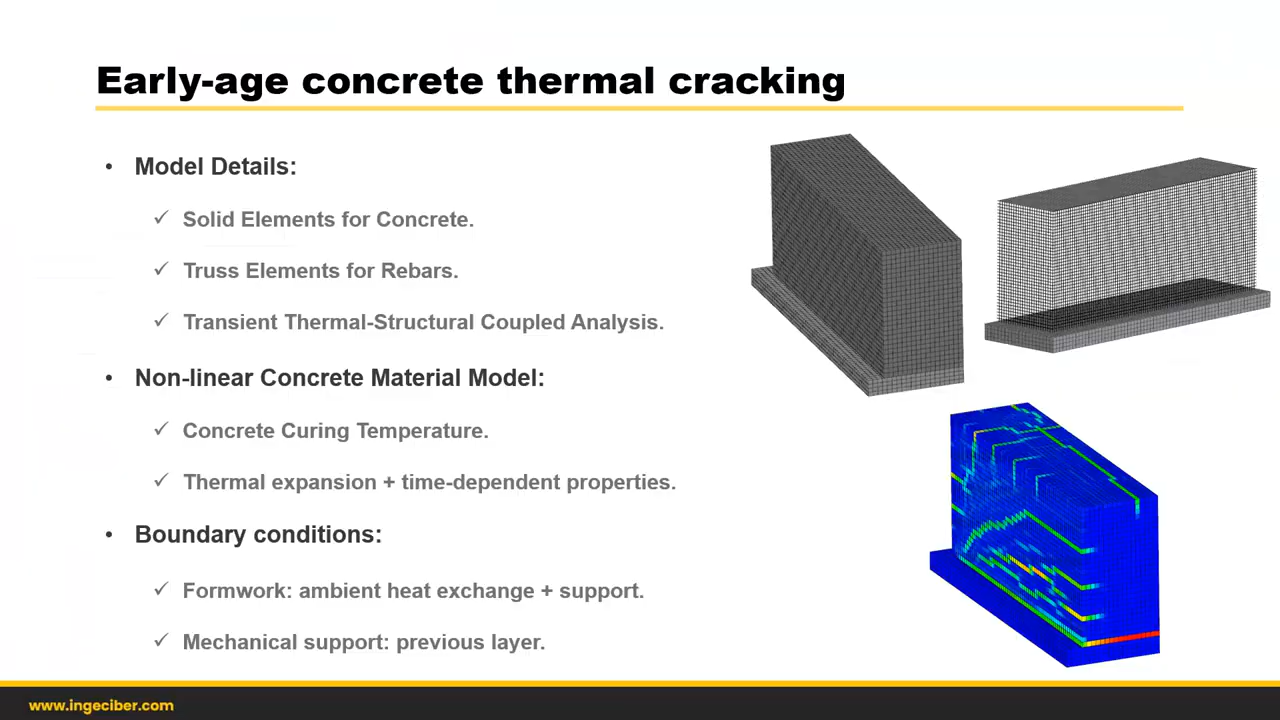 Early-age concrete thermal cracking
• Model Details:
✓ Solid Elements for Concrete.
✓ Truss Elements for Rebars.
✓ Transient Thermal-Structural Coupled Analysis.
• Non-linear Concrete Material Model:
✓ Concrete Curing Temperature.
✓ Thermal expansion + time-dependent properties.
• Boundary conditions:
✓ Formwork: ambient heat exchange + support.
✓ Mechanical support: previous layer.
www.ingeciber.com